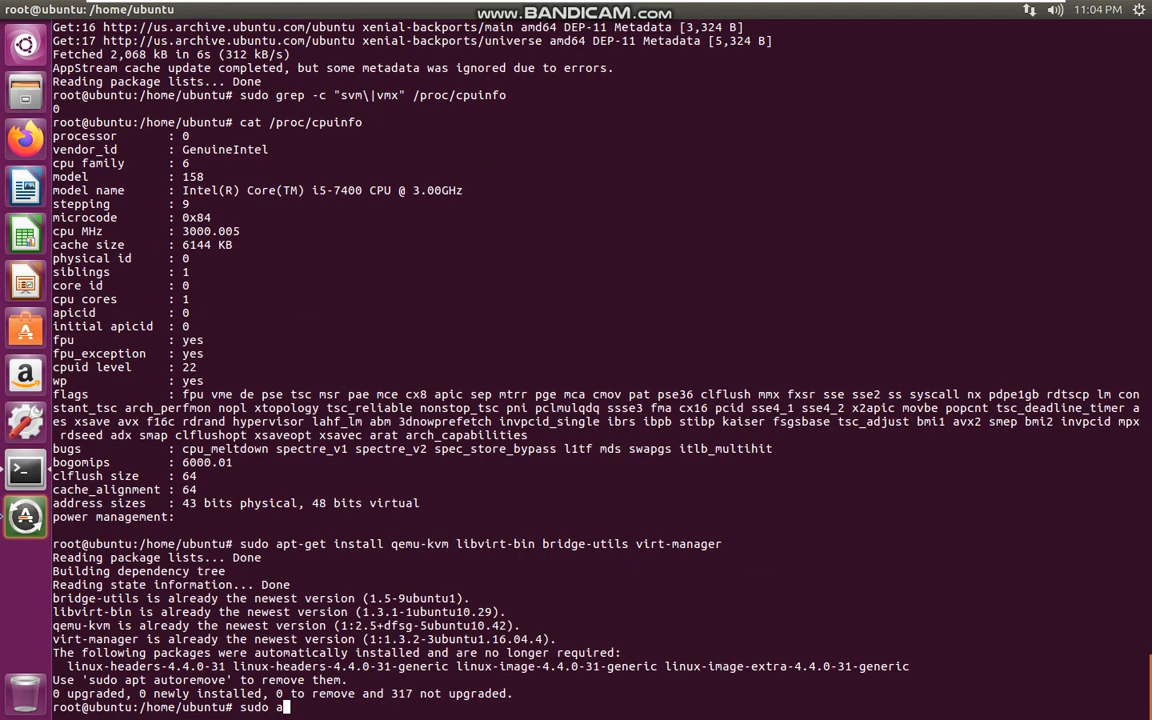 root@ubuntu: /home/ubuntu
www.BANDICAM.com
11:04 PM
Get:16 http://us.archive.ubuntu.com/ubuntu xenial-backports/main amd64 DEP-11 Metadata [3,324 B]
Get:17 http://us.archive.ubuntu.com/ubuntu xenial-backports/universe amd64 DEP-11 Metadata [5,324 B]
Fetched 2,068 kB in 6s (312 kB/s)
AppStream cache update completed, but some metadata was ignored due to errors.
Reading package lists... Done
root@ubuntu:/home/ubuntu# sudo grep -c "svm\|vmx" /proc/cpuinfo
0
root@ubuntu:/home/ubuntu# cat /proc/cpuinfo
processor : 0
vendor_id : GenuineIntel
cpu family : 6
model : 158
model name : Intel(R) Core(TM) i5-7400 CPU @ 3.00GHz
stepping : 9
microcode : 0x84
cpu MHz : 3000.005
cache size : 6144 KB
physical id : 0
siblings : 1
core id : 0
cpu cores : 1
apicid : 0
initial apicid : 0
fpu : yes
fpu_exception : yes
cpuid level : 22
wp : yes
flags : fpu vme de pse tsc msr pae mce cx8 apic sep mtrr pge mca cmov pat pse36 clflush mmx fxsr sse sse2 ss syscall nx pdpe1gb rdtscp lm con
stant_tsc arch_perfmon nopl xtopology tsc_reliable nonstop_tsc pni pclmulqdq ssse3 fma cx16 pcid sse4_1 sse4_2 x2apic movbe popcnt tsc_deadline_timer a
es xsave avx f16c rdrand hypervisor lahf_lm abm 3dnowprefetch invpcid_single ibrs ibpb stibp kaiser fsgsbase tsc_adjust bmi1 avx2 smep bmi2 invpcid mpx
rdseed adx smap clflushopt xsaveopt xsavec arat arch_capabilities
bugs : cpu_meltdown spectre_v1 spectre_v2 spec_store_bypass l1tf mds swapgs itlb_multihit
bogomips : 6000.01
clflush size : 64
cache_alignment : 64
address sizes : 43 bits physical, 48 bits virtual
power management:
root@ubuntu:/home/ubuntu# sudo apt-get install qemu-kvm libvirt-bin bridge-utils virt-manager
Reading package lists... Done
Building dependency tree
Reading state information... Done
bridge-utils is already the newest version (1.5-9ubuntu1).
libvirt-bin is already the newest version (1.3.1-1ubuntu10.29).
qemu-kvm is already the newest version (1:2.5+dfsg-5ubuntu10.42).
virt-manager is already the newest version (1:1.3.2-3ubuntu1.16.04.4).
The following packages were automatically installed and are no longer required:
linux-headers-4.4.0-31 linux-headers-4.4.0-31-generic linux-image-4.4.0-31-generic linux-image-extra-4.4.0-31-generic
Use 'sudo apt autoremove' to remove them.
0 upgraded, 0 newly installed, 0 to remove and 317 not upgraded.
root@ubuntu:/home/ubuntu# sudo a